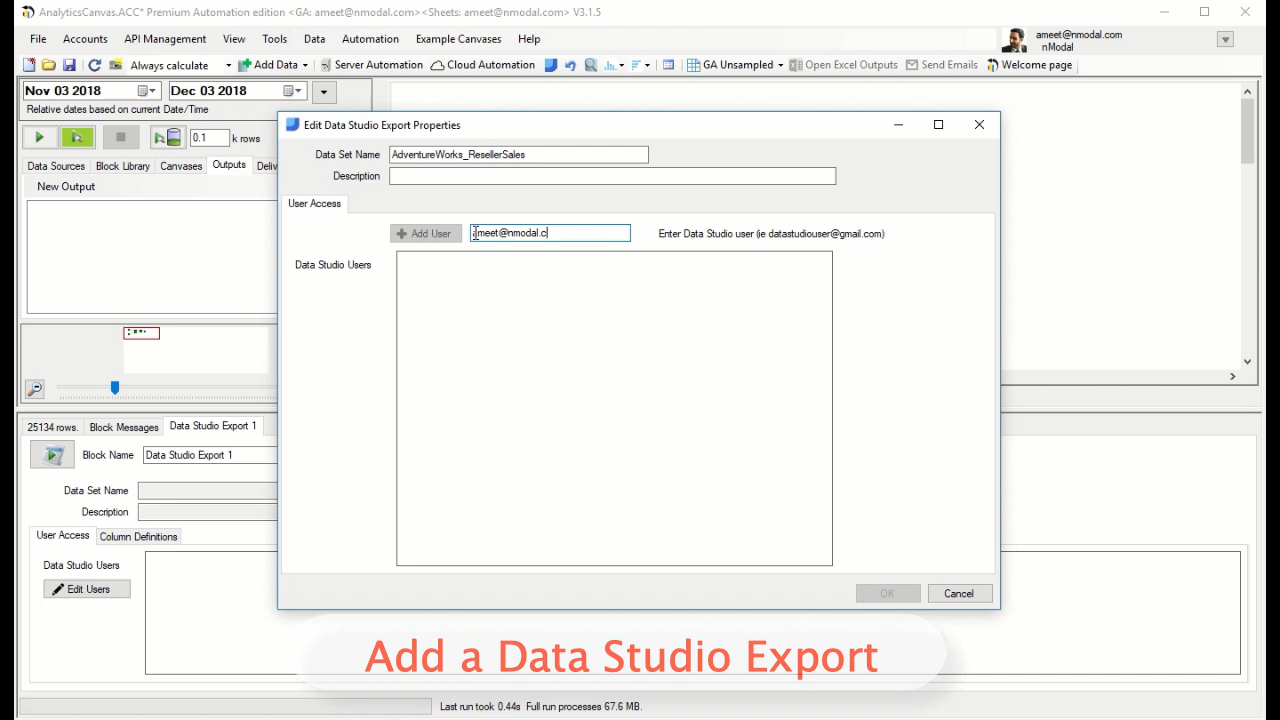 AnalyticsCanvas.ACC* Premium Automation edition <GA: ameet@nmodal.com><Sheets: ameet@nmodal.com> V3.1.5
File Accounts API Management View Tools Data Automation Example Canvases Help
ameet@nmodal.com
nModal
Always calculate Add Data Server Automation Cloud Automation GA Unsampled Open Excel Outputs Send Emails Welcome page
Nov 03 2018 Dec 03 2018
Relative dates based on current Date/Time
0.1 k rows
Data Sources Block Library Canvases Outputs Deliv
New Output
Edit Data Studio Export Properties
Data Set Name AdventureWorks_ResellerSales
Description
User Access
Add User ameet@nmodal.c Enter Data Studio user (ie datastudiouser@gmail.com)
Data Studio Users
OK Cancel
25134 rows. Block Messages Data Studio Export 1
Block Name Data Studio Export 1
Data Set Name
Description
User Access Column Definitions
Data Studio Users
Edit Users
Add a Data Studio Export
Last run took 0.44s Full run processes 67.6 MB.